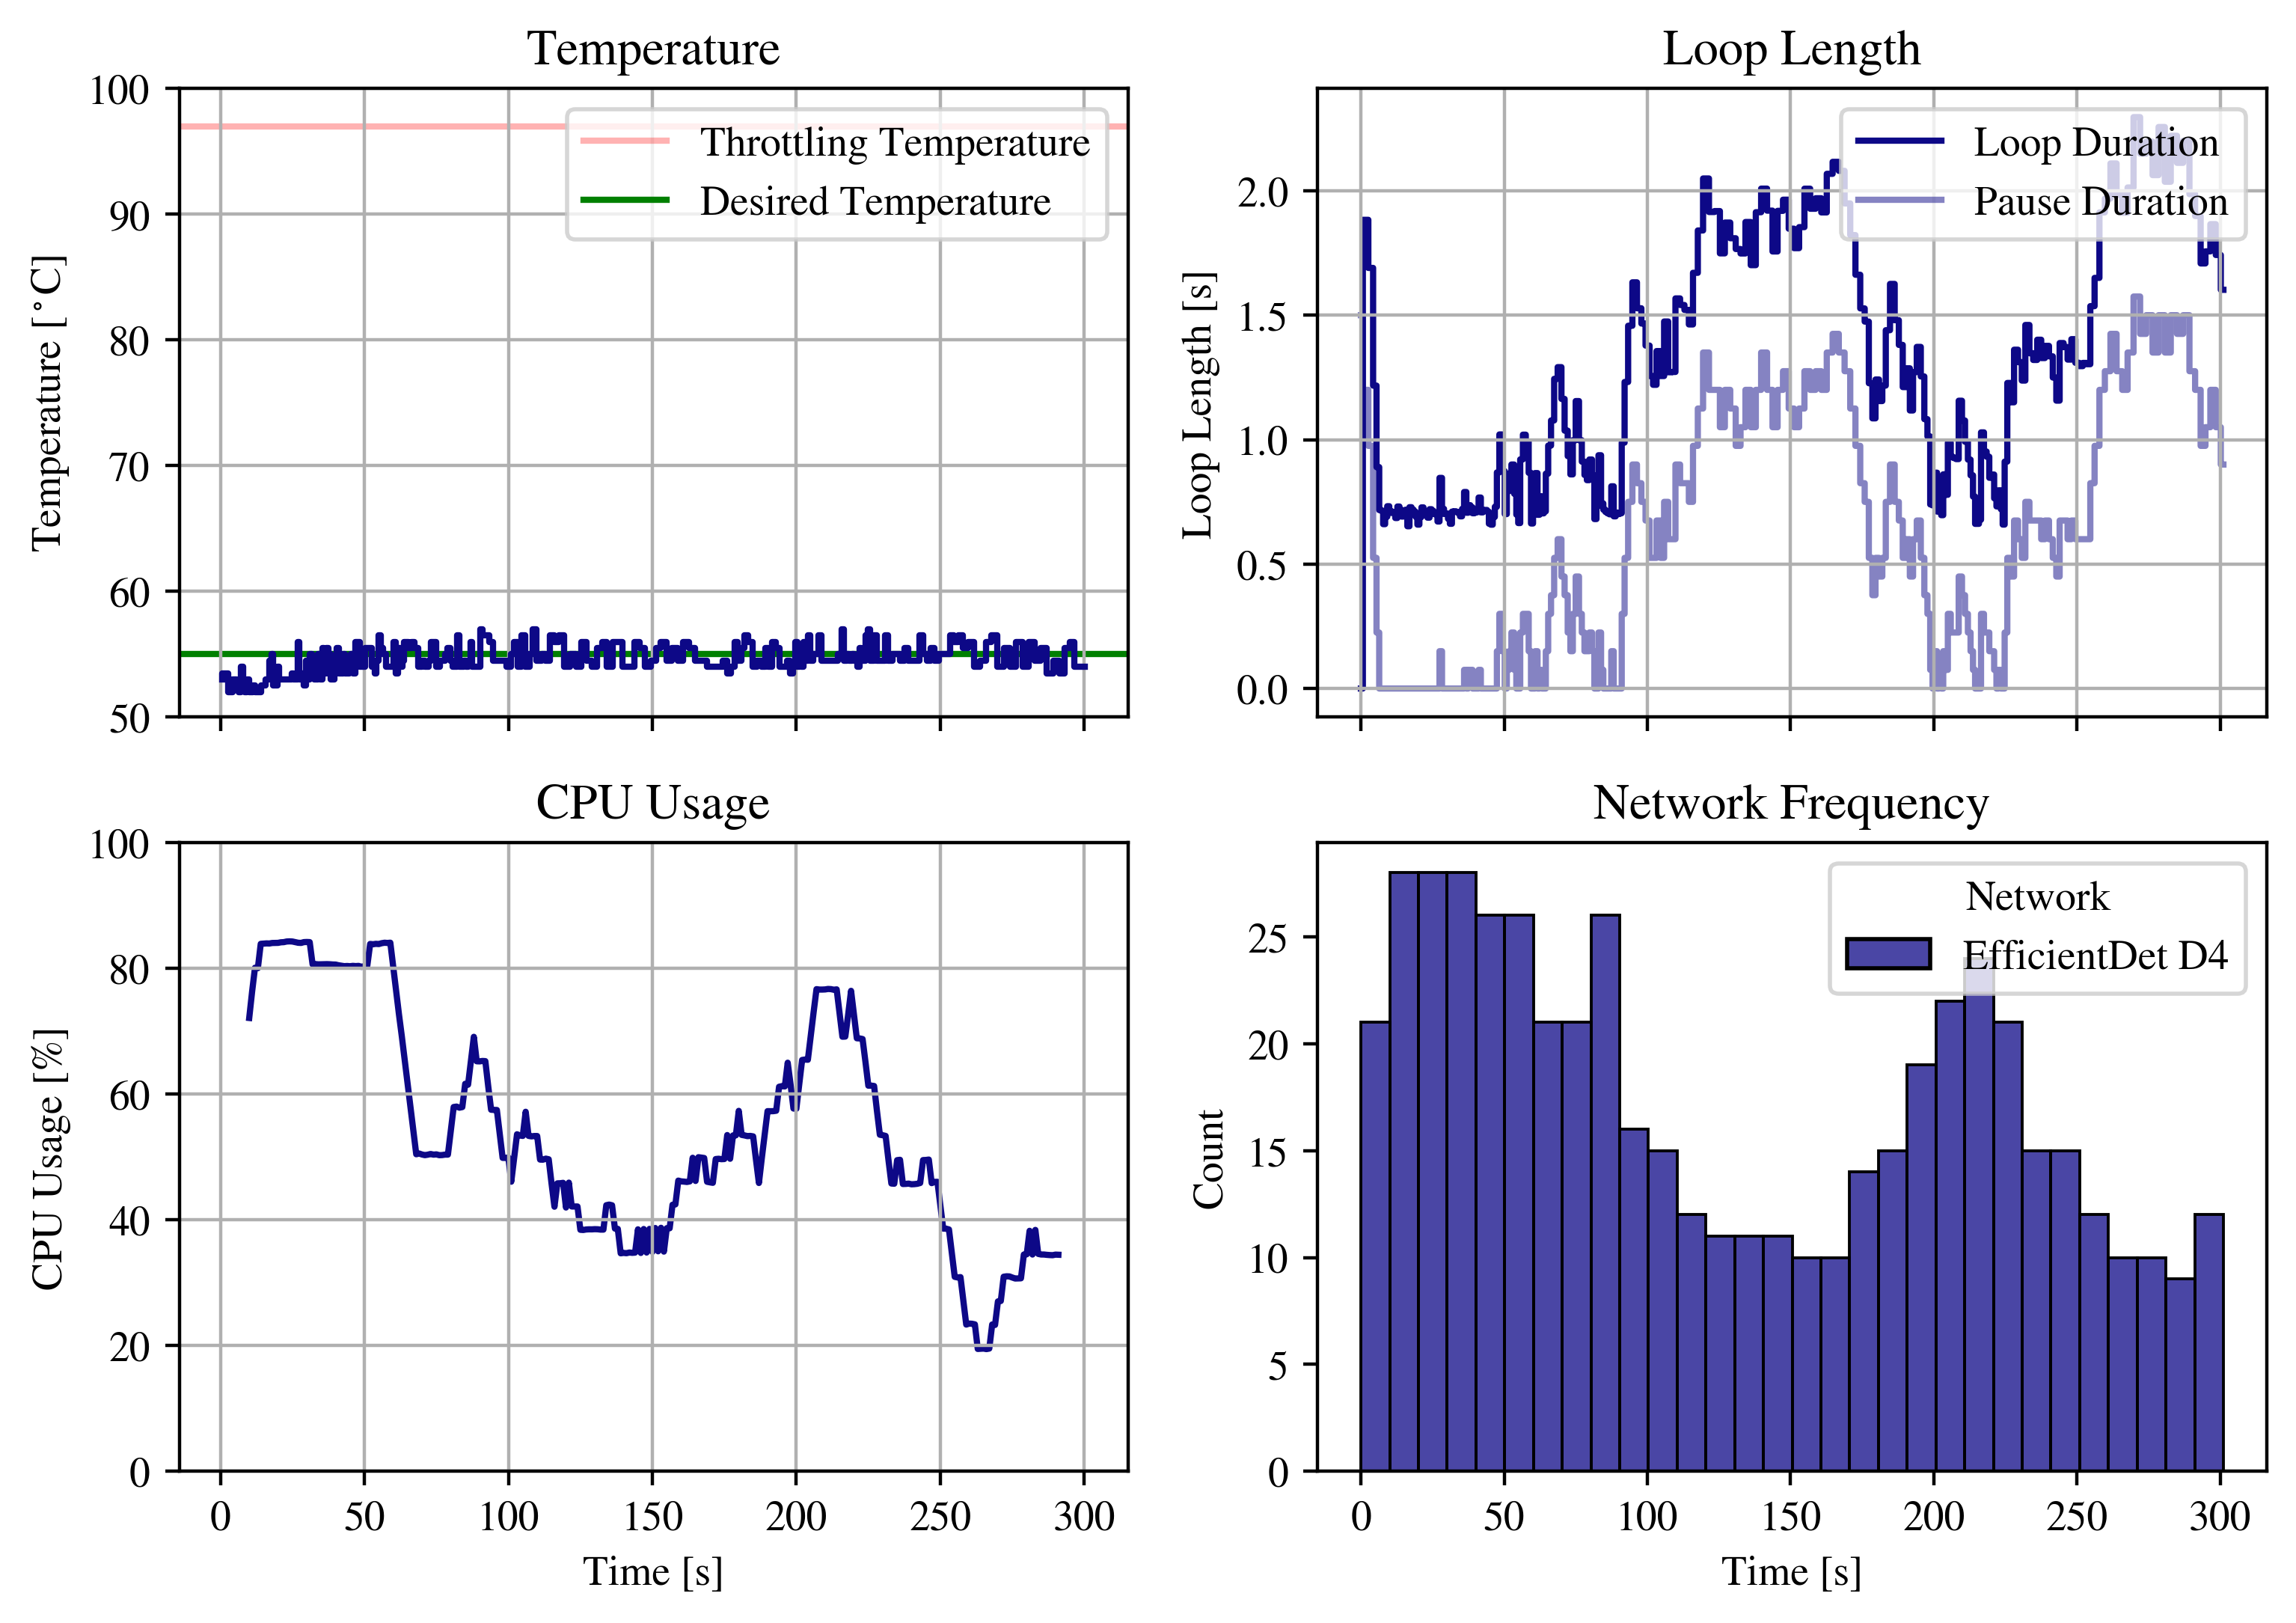 Temperature
100
90
80
70
60
50
Temperature [°C]
Throttling Temperature
Desired Temperature
Loop Length
2.0
1.5
1.0
0.5
0.0
Loop Length [s]
Loop Duration
Pause Duration
CPU Usage
100
80
60
40
20
0
CPU Usage [%]
0 50 100 150 200 250 300
Time [s]
Network Frequency
25
20
15
10
5
0
Count
Network
EfficientDet D4
0 50 100 150 200 250 300
Time [s]